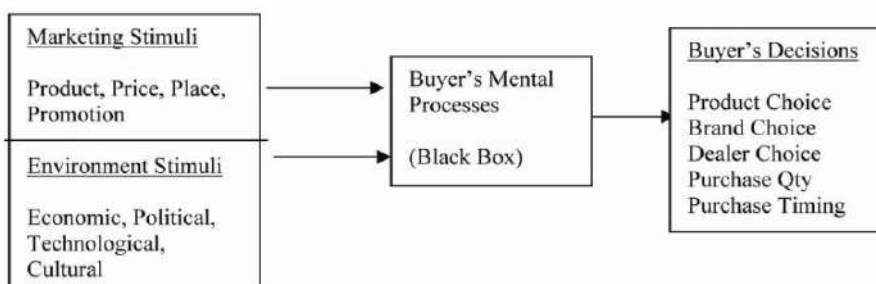 Marketing Stimuli
Product, Price, Place,
Promotion
Environment Stimuli
Economic, Political,
Technological,
Cultural
Buyer’s Mental
Processes
(Black Box)
Buyer’s Decisions
Product Choice
Brand Choice
Dealer Choice
Purchase Qty
Purchase Timing